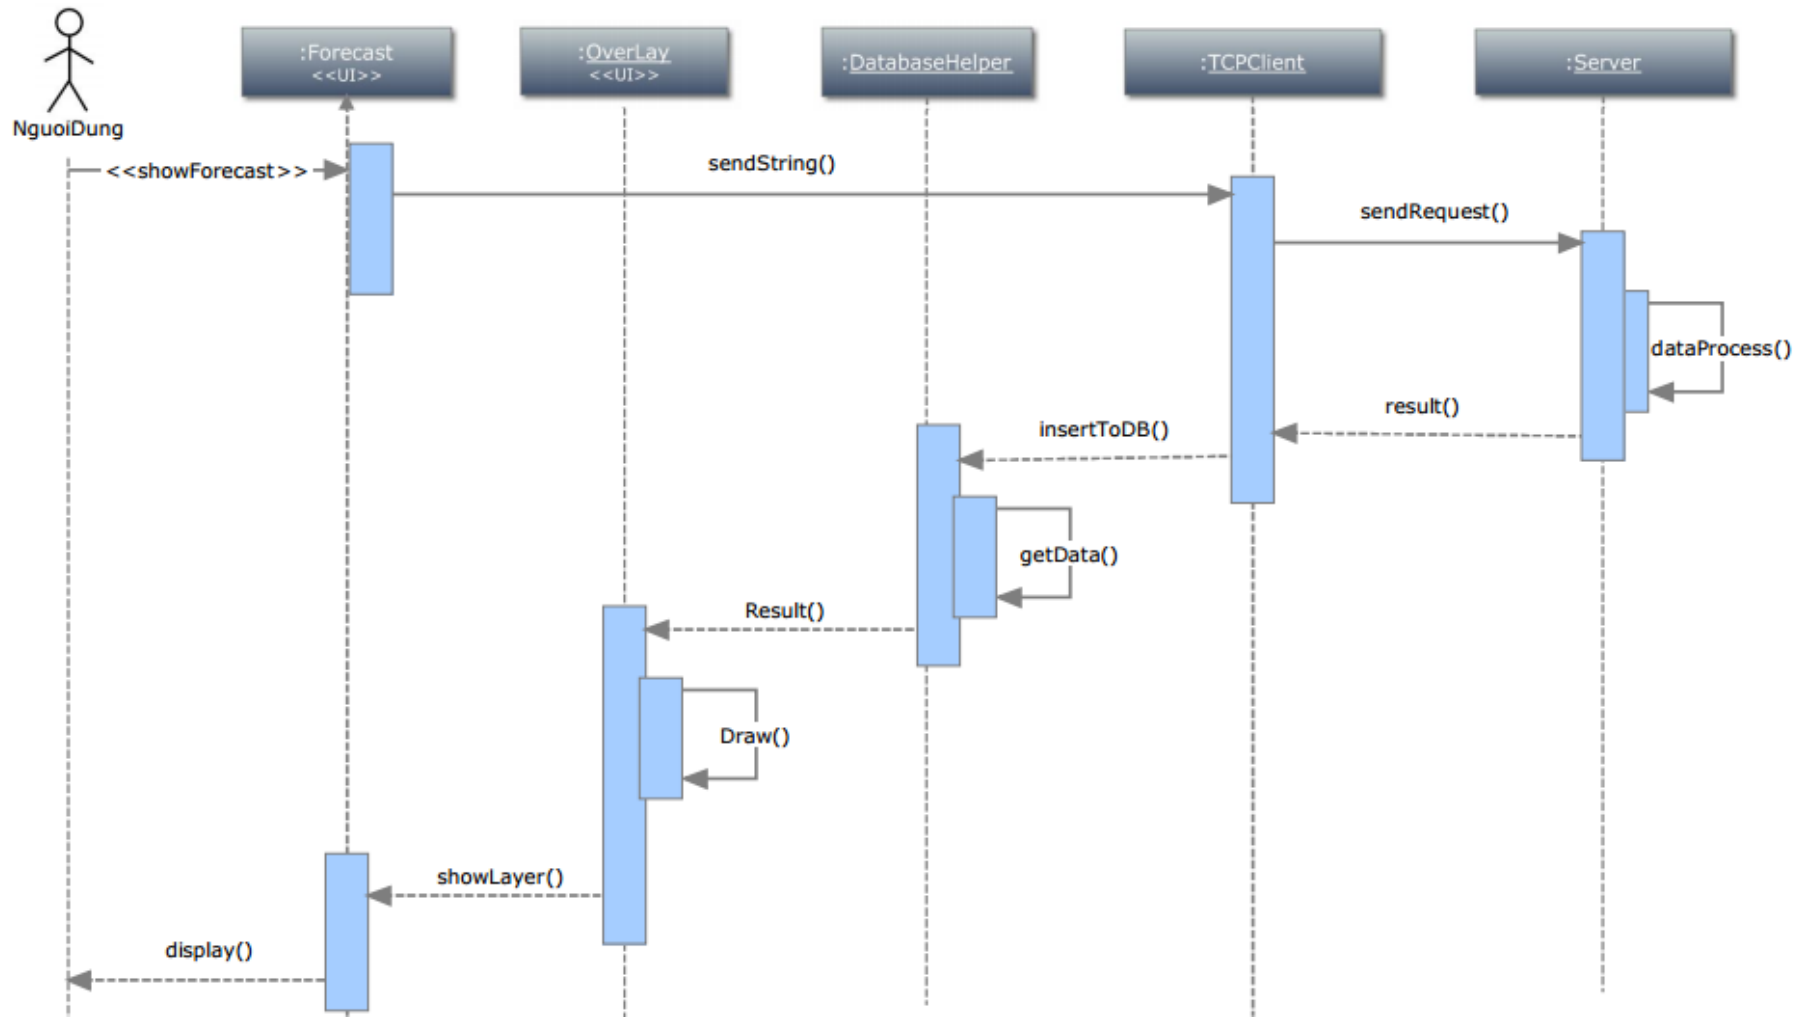 :Forecast
<<UI>>
:OverLay
<<UI>>
:DatabaseHelper
:TCPClient
:Server
NguoiDung
<<showForecast>>
sendString()
sendRequest()
dataProcess()
result()
insertToDB()
getData()
Result()
Draw()
showLayer()
display()